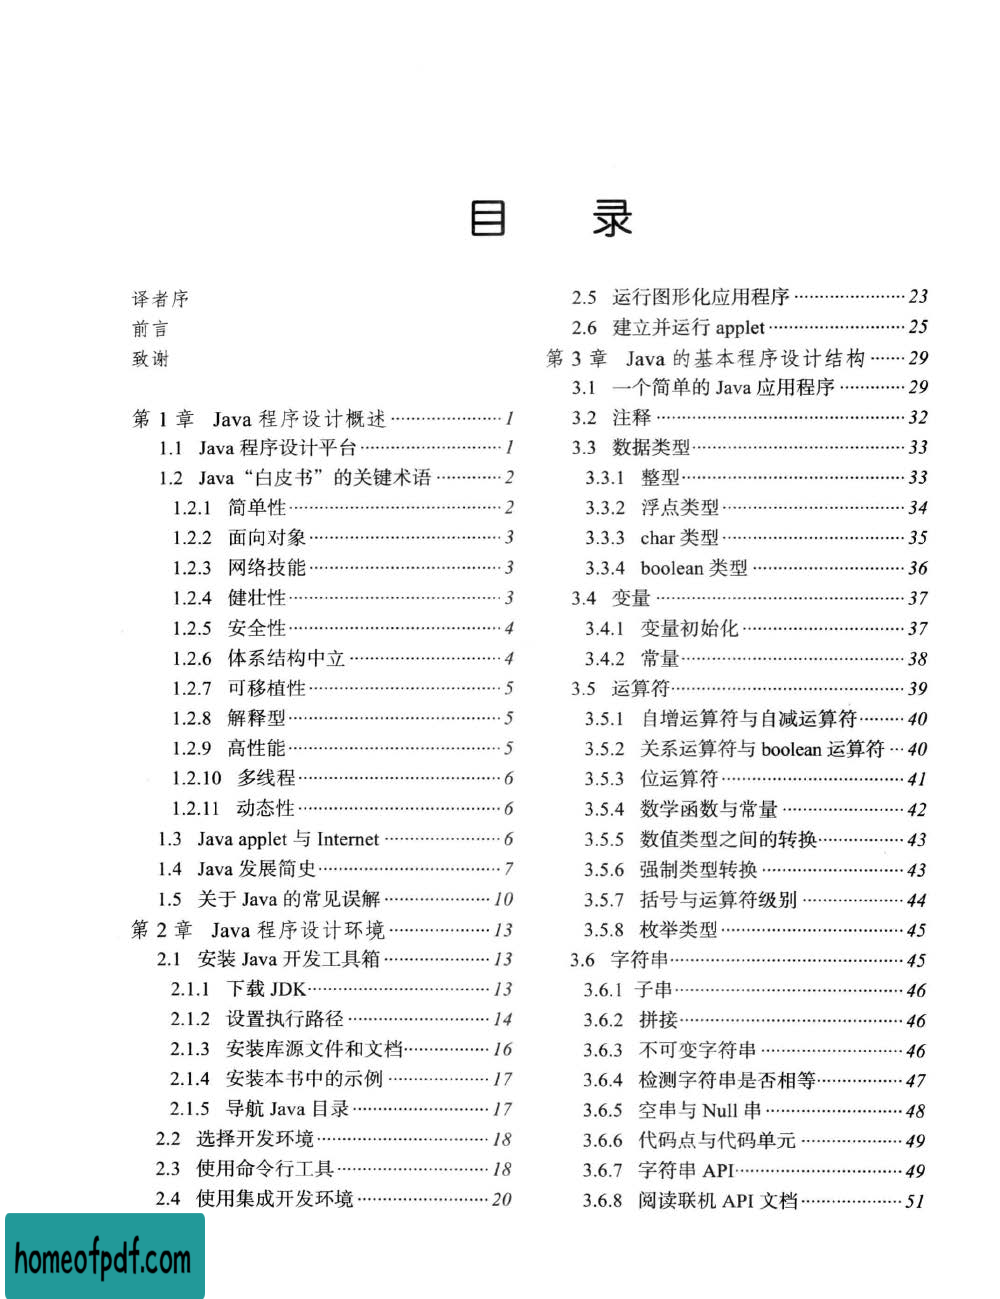 目 录
译者序
前言
致谢
第 1 章 Java 程序设计概述 …………………… 1
1.1 Java 程序设计平台 ………………………… 1
1.2 Java “白皮书” 的关键术语 ………… 2
1.2.1 简单性 …………………………………… 2
1.2.2 面向对象 ………………………………… 3
1.2.3 网络技能 ………………………………… 3
1.2.4 健壮性 …………………………………… 3
1.2.5 安全性 …………………………………… 4
1.2.6 体系结构中立 ………………………… 4
1.2.7 可移植性 ………………………………… 5
1.2.8 解释型 …………………………………… 5
1.2.9 高性能 …………………………………… 5
1.2.10 多线程 ………………………………… 6
1.2.11 动态性 ………………………………… 6
1.3 Java applet 与 Internet ………………… 6
1.4 Java 发展简史 ……………………………… 7
1.5 关于 Java 的常见误解 ………………… 10
第 2 章 Java 程序设计环境 ……………… 13
2.1 安装 Java 开发工具箱 ………………… 13
2.1.1 下载 JDK ……………………………… 13
2.1.2 设置执行路径 ………………………… 14
2.1.3 安装库源文件和文档 ……………… 16
2.1.4 安装本书中的示例 ………………… 17
2.1.5 导航 Java 目录 ……………………… 17
2.2 选择开发环境 ……………………………… 18
2.3 使用命令行工具 …………………………… 18
2.4 使用集成开发环境 ……………………… 20
2.5 运行图形化应用程序 …………………… 23
2.6 建立并运行 applet ……………………… 25
第 3 章 Java 的基本程序设计结构 …… 29
3.1 一个简单的 Java 应用程序 ………… 29
3.2 注释 ………………………………………… 32
3.3 数据类型 …………………………………… 33
3.3.1 整型 …………………………………… 33
3.3.2 浮点类型 ……………………………… 34
3.3.3 char 类型 ……………………………… 35
3.3.4 boolean 类型 ………………………… 36
3.4 变量 ………………………………………… 37
3.4.1 变量初始化 …………………………… 37
3.4.2 常量 …………………………………… 38
3.5 运算符 ……………………………………… 39
3.5.1 自增运算符与自减运算符 ……… 40
3.5.2 关系运算符与 boolean 运算符 … 40
3.5.3 位运算符 ……………………………… 41
3.5.4 数学函数与常量 …………………… 42
3.5.5 数值类型之间的转换 ……………… 43
3.5.6 强制类型转换 ………………………… 43
3.5.7 括号与运算符级别 ………………… 44
3.5.8 枚举类型 ……………………………… 45
3.6 字符串 ……………………………………… 45
3.6.1 子串 …………………………………… 46
3.6.2 拼接 …………………………………… 46
3.6.3 不可变字符串 ………………………… 46
3.6.4 检测字符串是否相等 ……………… 47
3.6.5 空串与 Null 串 ……………………… 48
3.6.6 代码点与代码单元 ………………… 49
3.6.7 字符串 API …………………………… 49
3.6.8 阅读联机 API 文档 ………………… 51
homeofpdf.com